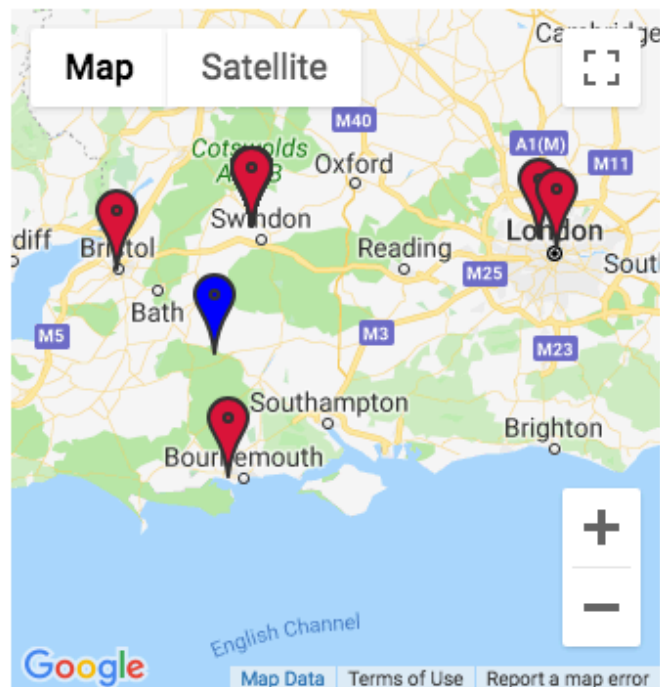 Cambridge
Map
Satellite
M40
A1(M)
M11
Cotswolds
Oxford
Swindon
diff
Bristol
London
Reading
M25
South
Bath
M5
M3
M23
Southampton
Bournemouth
Brighton
English Channel
Google
Map Data
Terms of Use
Report a map error